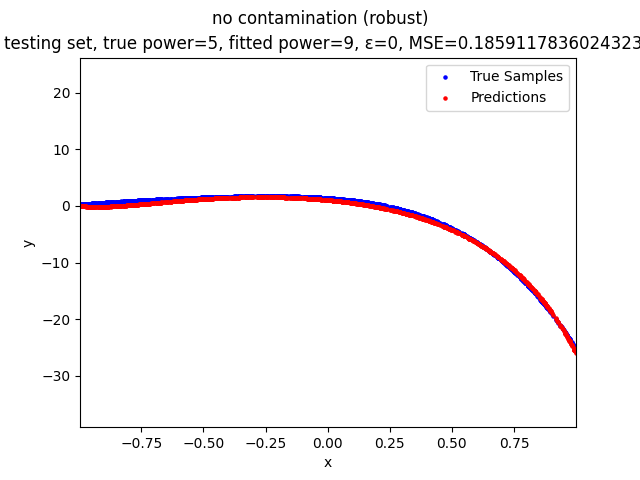 no contamination (robust)
testing set, true power=5, fitted power=9, ε=0, MSE=0.1859117836024323
True Samples
Predictions
20
10
0
−10
−20
−30
y
−0.75
−0.50
−0.25
0.00
0.25
0.50
0.75
x